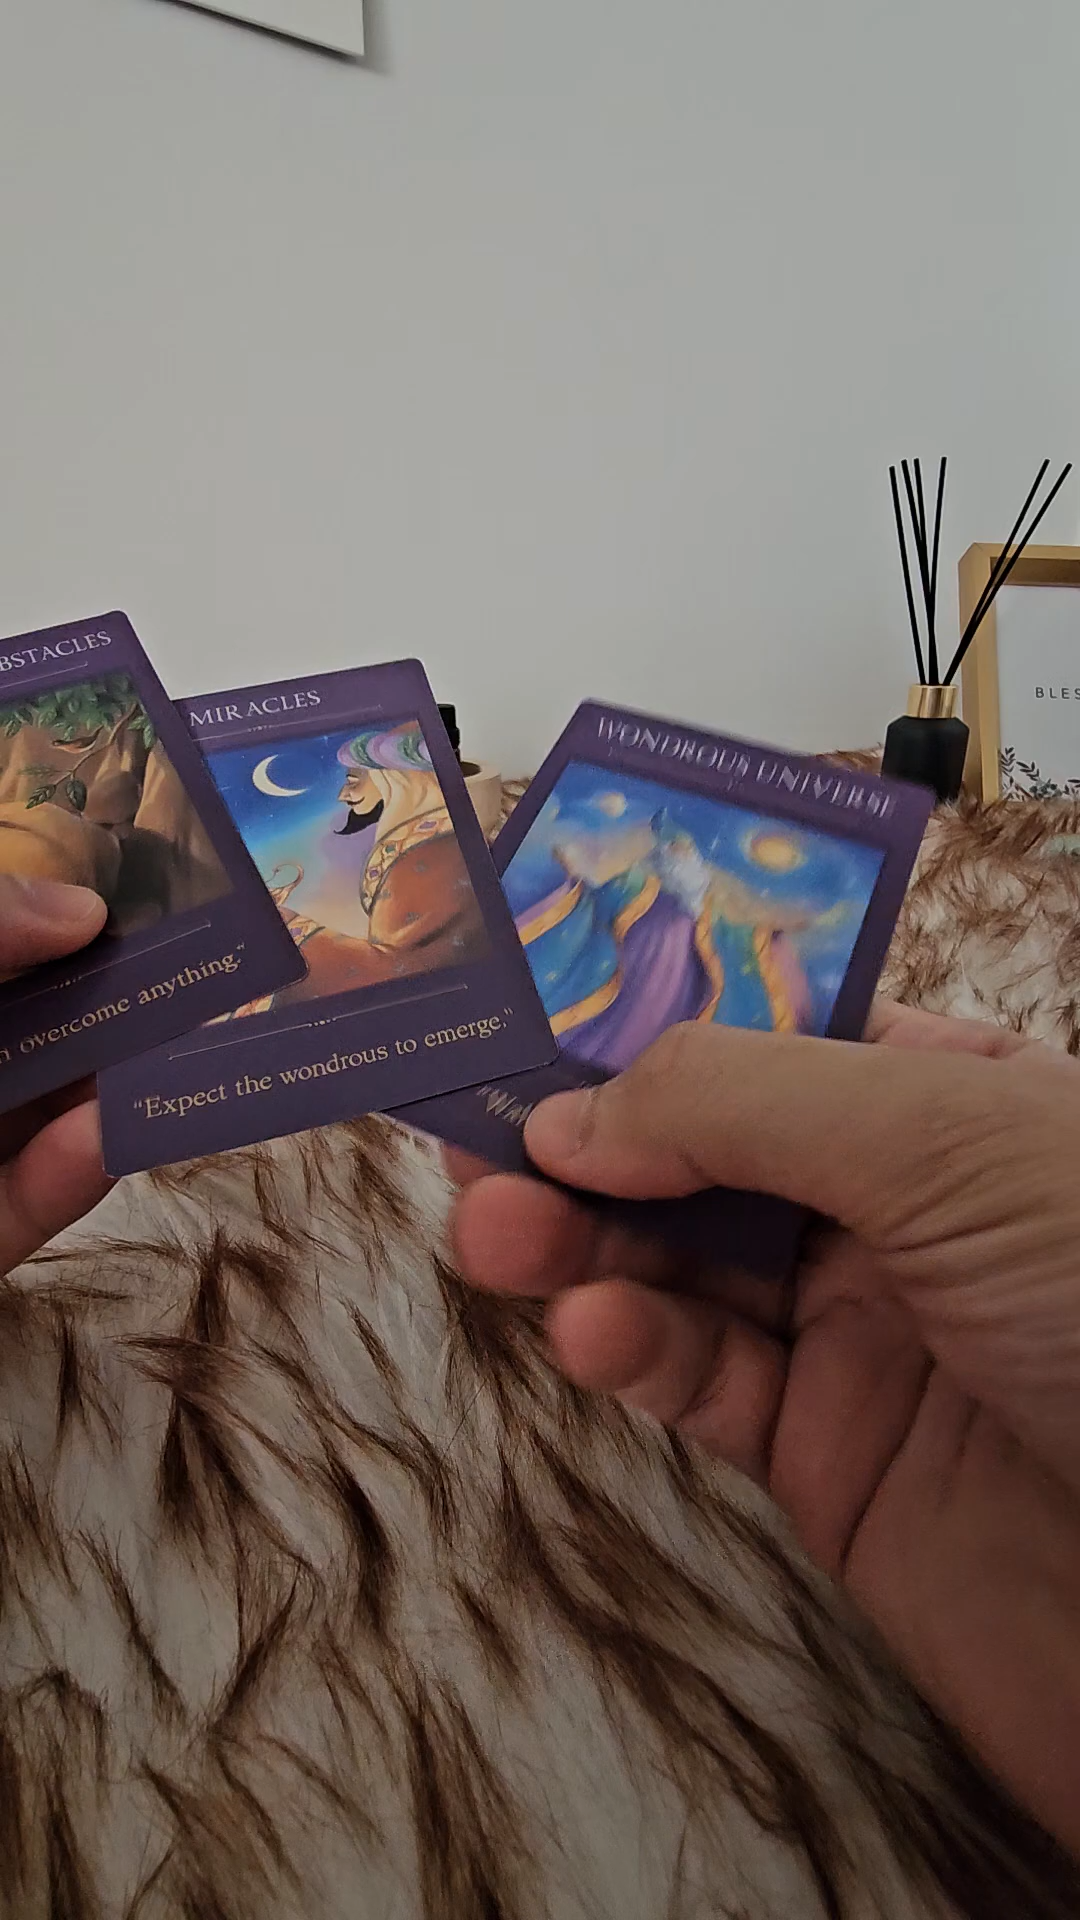 BSTACLES
overcome anything."
MIRACLES
"Expect the wondrous to emerge."
WONDROUS UNIVERSE
BLES